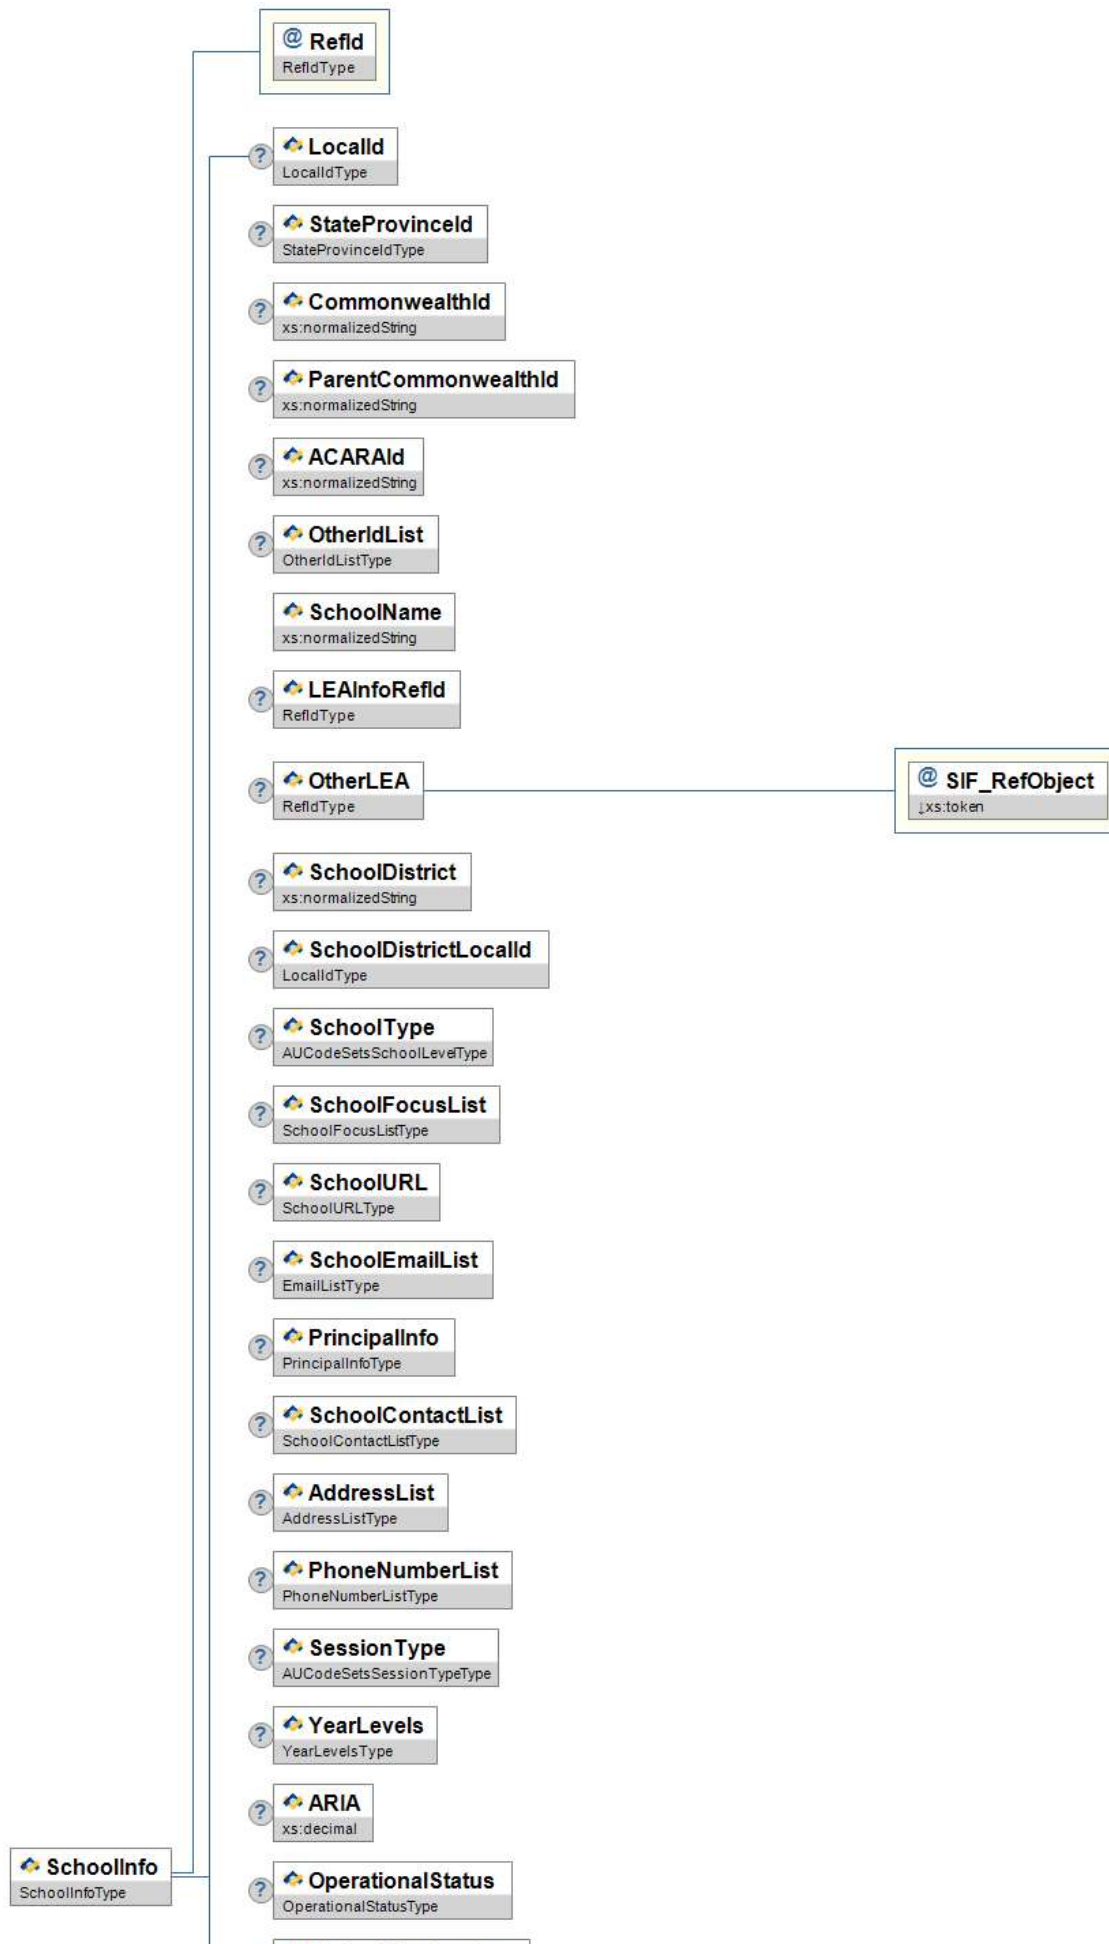 @ RefId
RefIdType
? LocalId
LocalIdType
? StateProvinceId
StateProvinceIdType
? CommonwealthId
xs:normalizedString
? ParentCommonwealthId
xs:normalizedString
? ACARAId
xs:normalizedString
? OtherIdList
OtherIdListType
SchoolName
xs:normalizedString
? LEAInfoRefId
RefIdType
? OtherLEA
RefIdType
@ SIF_RefObject
↓xs:token
? SchoolDistrict
xs:normalizedString
? SchoolDistrictLocalId
LocalIdType
? SchoolType
AUCodeSetsSchoolLevelType
? SchoolFocusList
SchoolFocusListType
? SchoolURL
SchoolURLType
? SchoolEmailList
EmailListType
? PrincipalInfo
PrincipalInfoType
? SchoolContactList
SchoolContactListType
? AddressList
AddressListType
? PhoneNumberList
PhoneNumberListType
? SessionType
AUCodeSetsSessionTypeType
? YearLevels
YearLevelsType
? ARIA
xs:decimal
SchoolInfo
SchoolInfoType
? OperationalStatus
OperationalStatusType